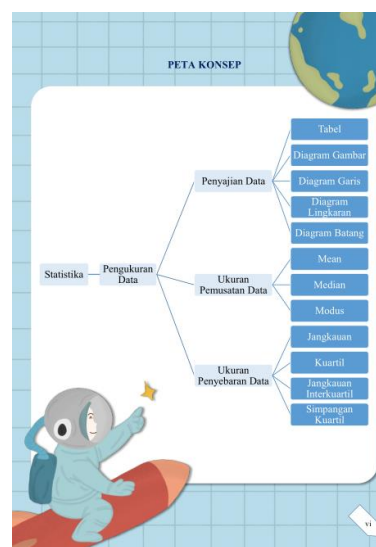 PETA KONSEP
Statistika
Pengukuran
Data
Penyajian Data
Tabel
Diagram Gambar
Diagram Garis
Diagram
Lingkaran
Diagram Batang
Ukuran
Pemusatan Data
Mean
Median
Modus
Ukuran
Penyebaran Data
Jangkauan
Kuartil
Jangkauan
Interkuartil
Simpangan
Kuartil
vi